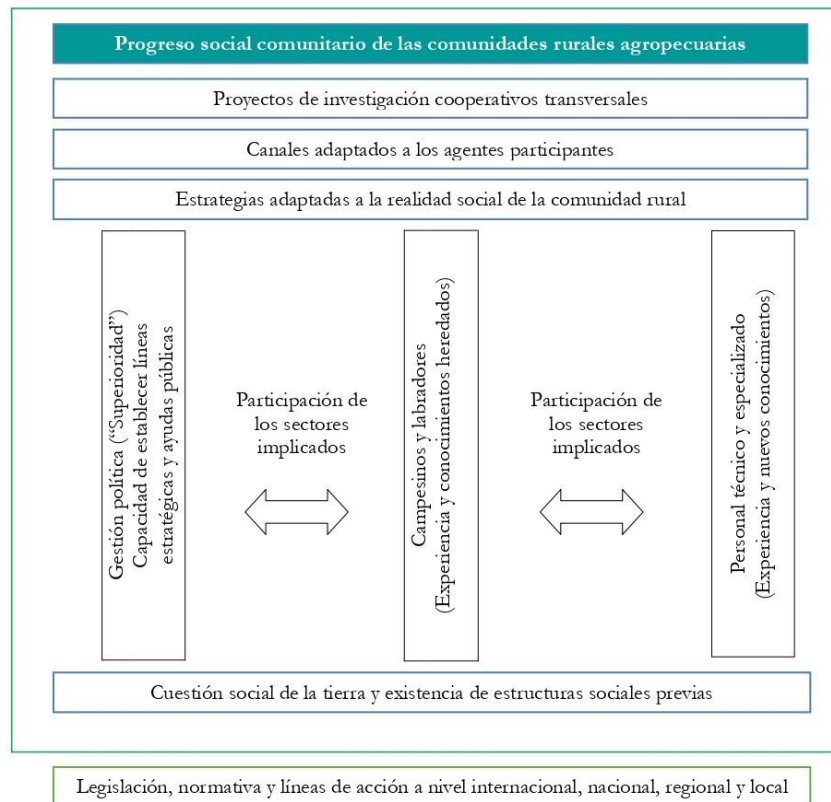 Progreso social comunitario de las comunidades rurales agropecuarias
Proyectos de investigación cooperativos transversales
Canales adaptados a los agentes participantes
Estrategias adaptadas a la realidad social de la comunidad rural
Gestión política (“Superioridad”)
Capacidad de establecer líneas
estratégicas y ayudas públicas
Participación de
los sectores
implicados
Campesinos y labradores
(Experiencia y conocimientos heredados)
Participación de
los sectores
implicados
Personal técnico y especializado
(Experiencia y nuevos conocimientos)
Cuestión social de la tierra y existencia de estructuras sociales previas
Legislación, normativa y líneas de acción a nivel internacional, nacional, regional y local